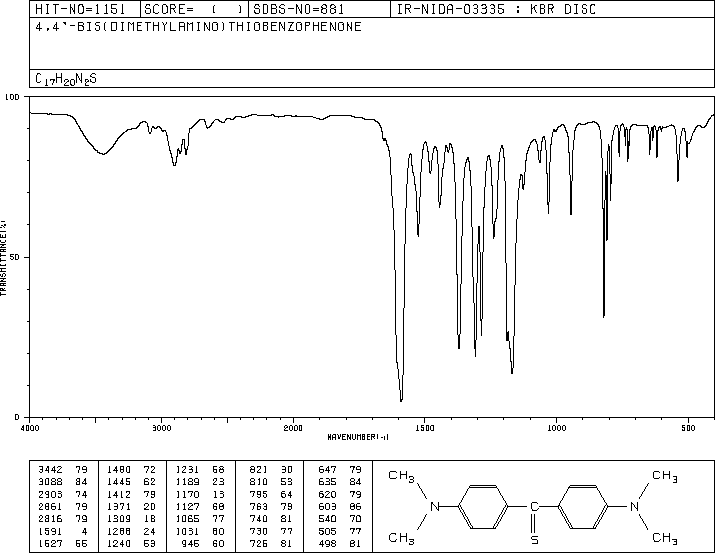 HIT-NO=1151 SCORE= ( ) SDBS-NO=881 IR-NIDA-03335 : KBR DISC
4,4'-BIS(DIMETHYLAMINO)THIOBENZOPHENONE
C17H20N2S
100
50
0
TRANSMITTANCE(%)
4000 3000 2000 1500 1000 500
WAVENUMBER(-1)
3442 79 1480 72 1231 68 821 30 647 79
3088 84 1445 62 1189 23 810 53 635 84
2903 74 1412 79 1170 13 795 64 620 79
2861 79 1371 20 1127 68 763 79 603 86
2816 79 1309 18 1065 77 740 81 540 70
1591 4 1288 24 1031 60 730 77 505 77
1527 55 1240 53 945 60 726 81 498 81
CH3 CH3
N C N
CH3 S CH3